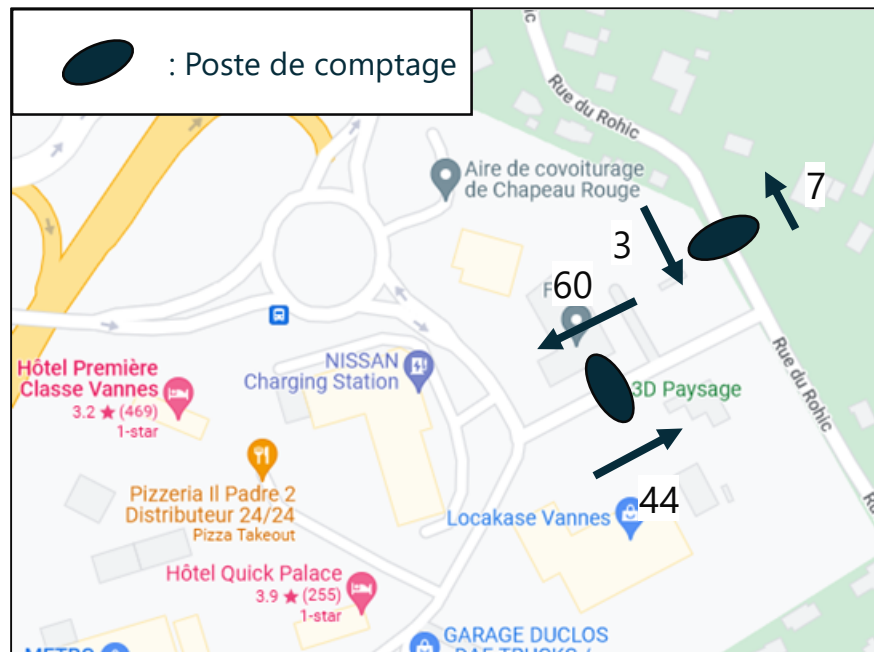 : Poste de comptage
Rohic
Rue du Rohic
Aire de covoiturage
de Chapeau Rouge
7
3
60
NISSAN
Charging Station
Hôtel Première
Classe Vannes
3.2 ★ (469)
1-star
3D Paysage
Rue du Rohic
Pizzeria Il Padre 2
Distributeur 24/24
Pizza Takeout
44
Locakase Vannes
Hôtel Quick Palace
3.9 ★ (255)
1-star
GARAGE DUCLOS
METRO